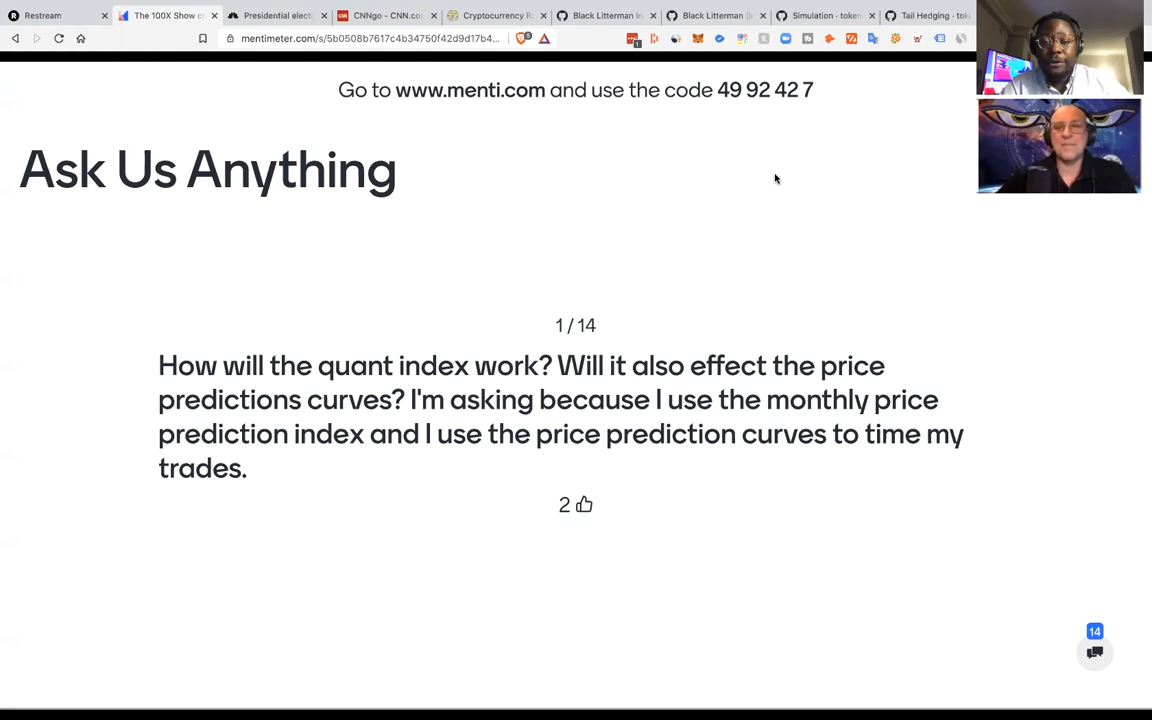 Restream
The 100X Show c
Presidential elect
CNNgo - CNN.co
Cryptocurrency R
Black Litterman In
Black Litterman [
Simulation · token
Tail Hedging · tok
mentimeter.com/s/5b0508b7617c4b34750f42d9d17b4...
Go to www.menti.com and use the code 49 92 42 7
Ask Us Anything
1 / 14
How will the quant index work? Will it also effect the price
predictions curves? I'm asking because I use the monthly price
prediction index and I use the price prediction curves to time my
trades.
2
14